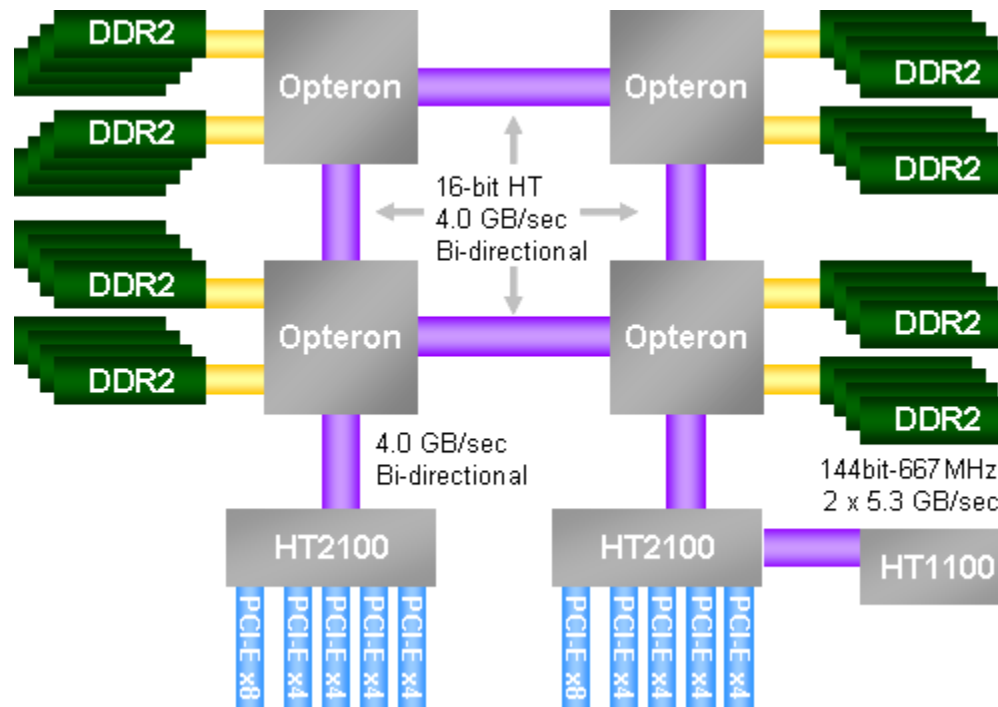 DDR2
Opteron
Opteron
DDR2
DDR2
DDR2
16-bit HT
4.0 GB/sec
Bi-directional
DDR2
Opteron
Opteron
DDR2
DDR2
DDR2
4.0 GB/sec
Bi-directional
144bit-667MHz
2 x 5.3 GB/sec
HT2100
HT2100
HT1100
PCI-E x8
PCI-E x4
PCI-E x4
PCI-E x4
PCI-E x4
PCI-E x8
PCI-E x4
PCI-E x4
PCI-E x4
PCI-E x4